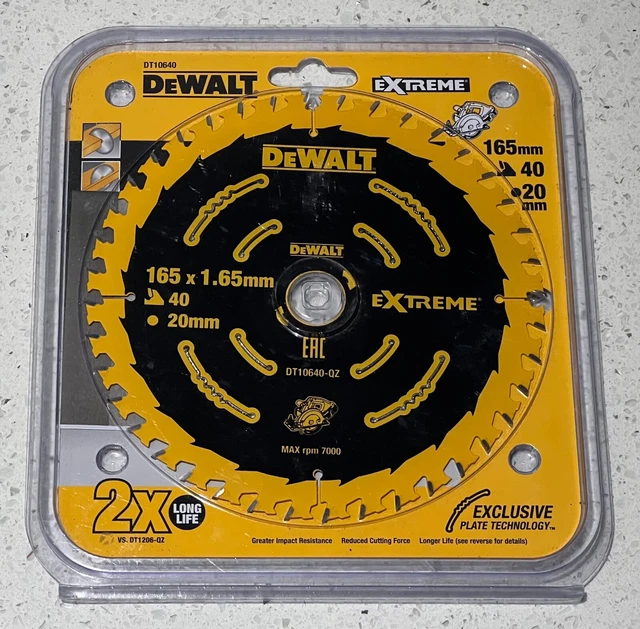 DT10640
DEWALT
EXTREME®
165mm
40
20
mm
DEWALT
DEWALT
165 x 1.65mm
40
20mm
EXTREME®
EAC
DT10640-QZ
MAX rpm 7000
2X
LONG
LIFE
VS. DT1206-QZ
EXCLUSIVE
PLATE TECHNOLOGY™
Greater Impact Resistance Reduced Cutting Force Longer Life (see reverse for details)